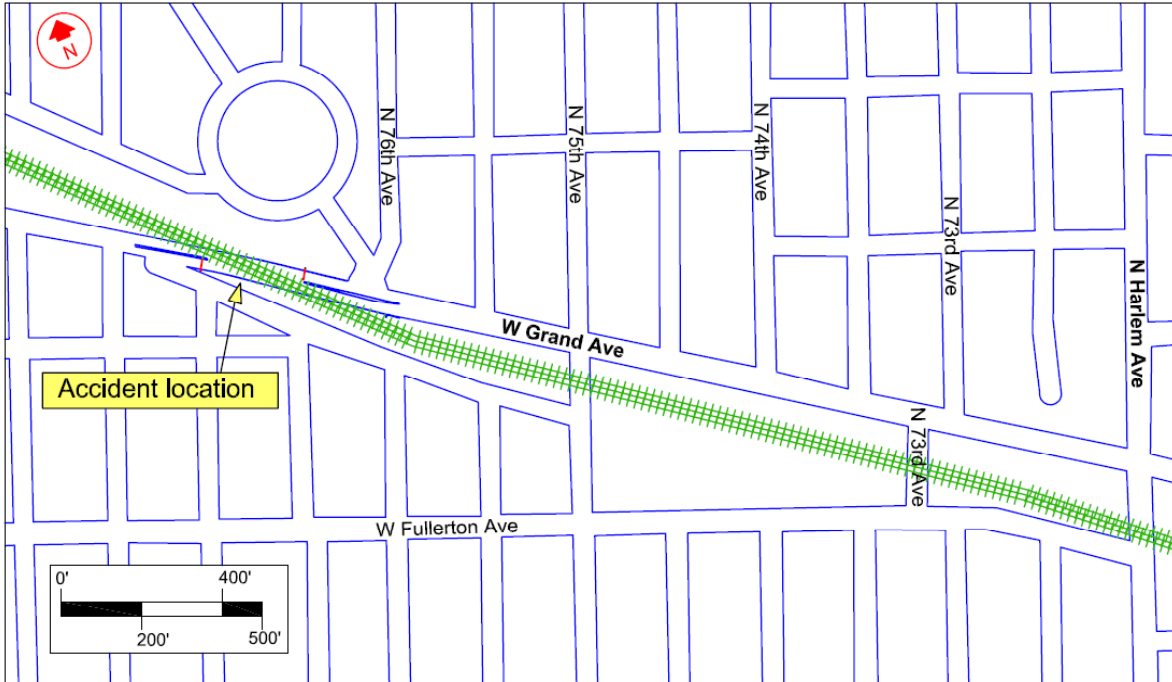 N
N 76th Ave
N 75th Ave
N 74th Ave
N 73rd Ave
N Harlem Ave
W Grand Ave
Accident location
N 73rd Ave
W Fullerton Ave
0' 400'
200' 500'